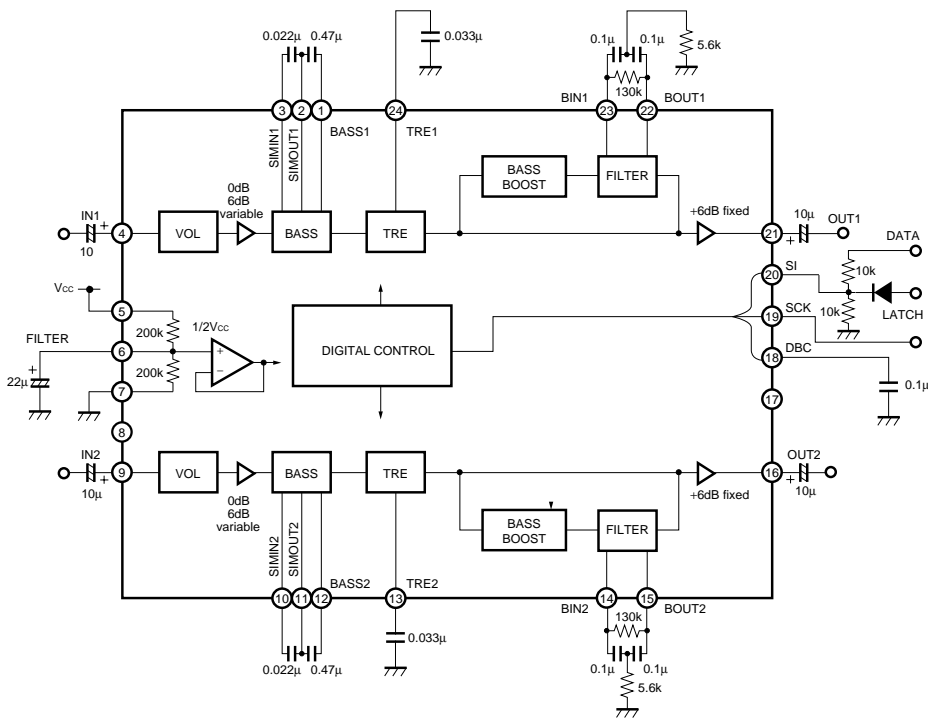 0.022μ 0.47μ
0.033μ
0.1μ 0.1μ
5.6k
130k
BIN1 BOUT1
3 2 1 24 23 22
SIMIN1
SIMOUT1
BASS1
TRE1
BASS
BOOST
FILTER
0dB
6dB
variable
+6dB fixed
IN1
+
10
4
VOL
BASS
TRE
21
10μ
+
OUT1
DATA
20
SI
10k
10k
LATCH
VCC
5
200k
1/2VCC
19
SCK
FILTER
6
+
−
DIGITAL CONTROL
18
DBC
+
22μ
200k
7
0.1μ
17
8
IN2
+
10μ
9
VOL
BASS
TRE
16
OUT2
+
10μ
0dB
6dB
variable
+6dB fixed
BASS
BOOST
FILTER
SIMIN2
SIMOUT2
BASS2
TRE2
BIN2 BOUT2
10 11 12 13 14 15
130k
0.033μ
0.022μ 0.47μ
0.1μ 0.1μ
5.6k